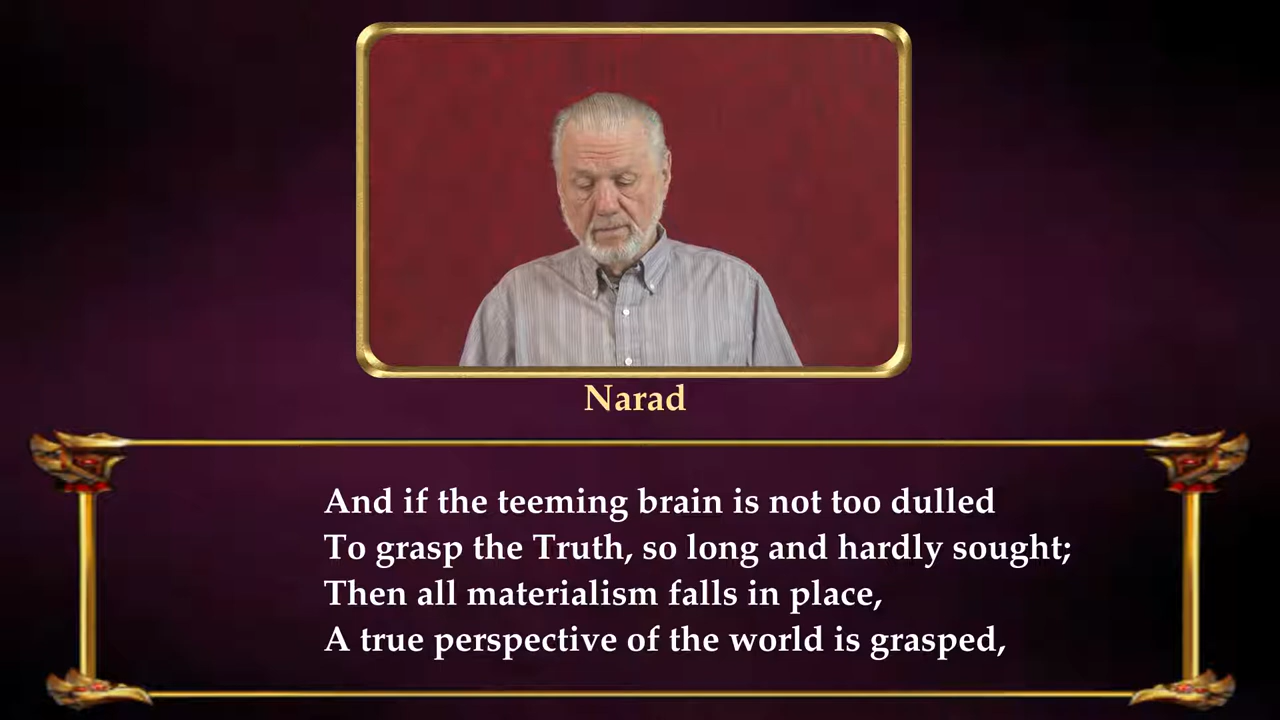 Narad
And if the teeming brain is not too dulled
To grasp the Truth, so long and hardly sought;
Then all materialism falls in place,
A true perspective of the world is grasped,